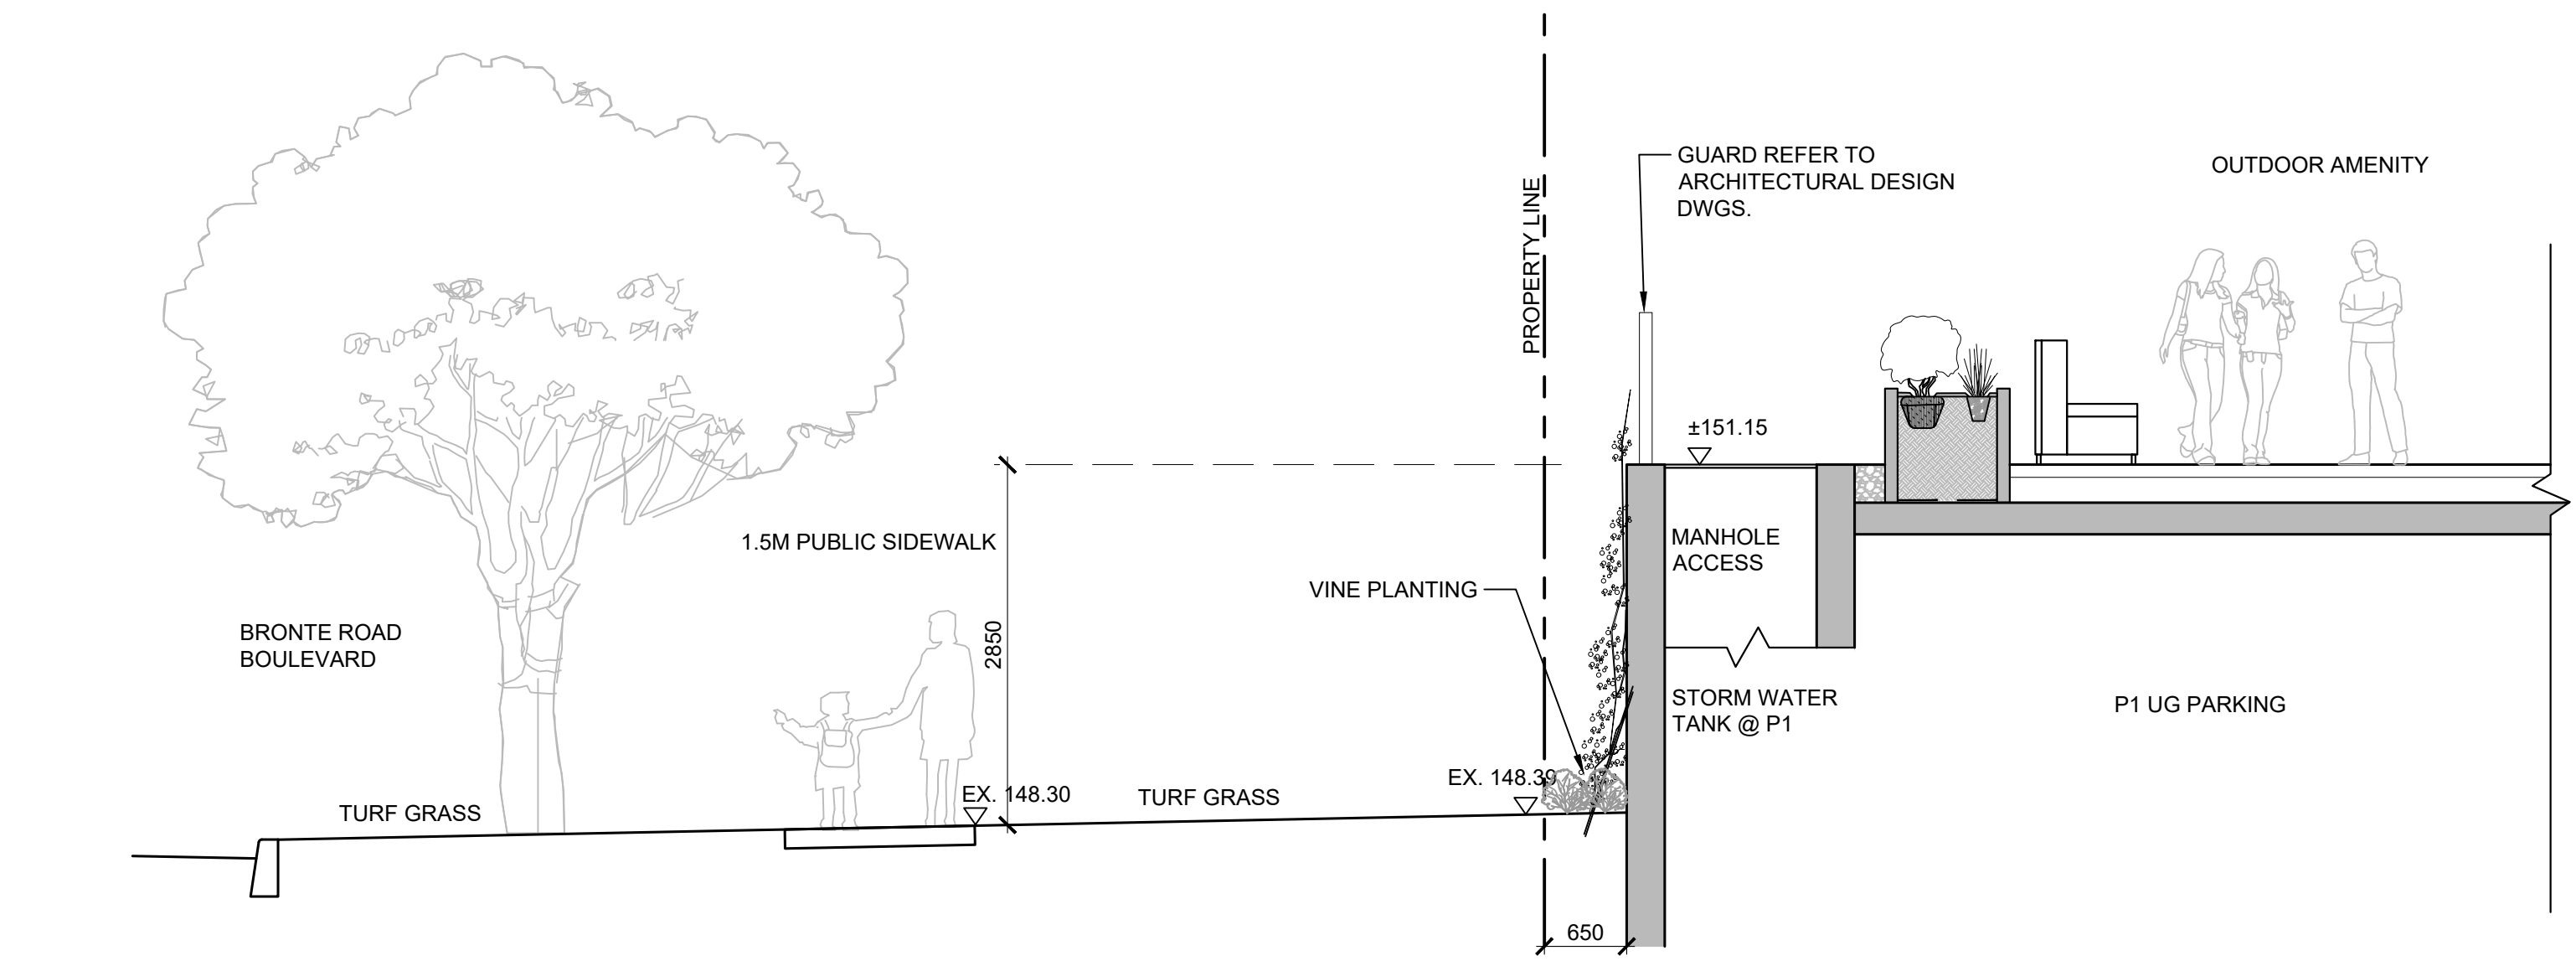 GUARD REFER TO
ARCHITECTURAL DESIGN
DWGS.
OUTDOOR AMENITY
PROPERTY LINE
±151.15
1.5M PUBLIC SIDEWALK
MANHOLE
ACCESS
VINE PLANTING
BRONTE ROAD
BOULEVARD
2850
STORM WATER
TANK @ P1
P1 UG PARKING
EX. 148.39
EX. 148.30
TURF GRASS
TURF GRASS
650